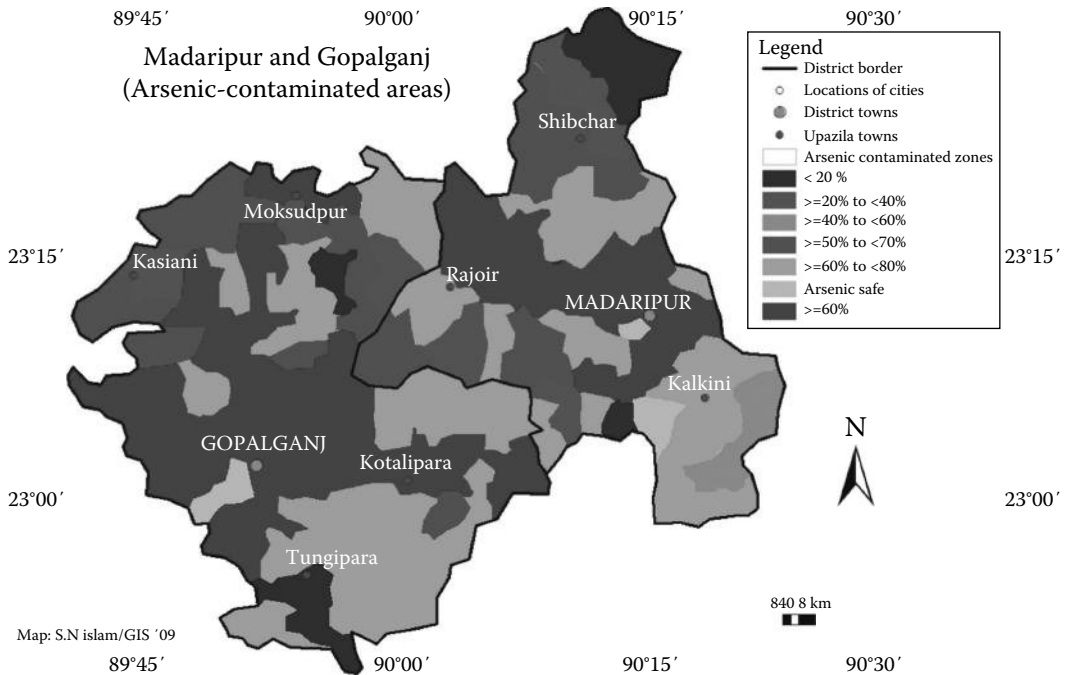 89°45′ 90°00′ 90°15′ 90°30′
Madaripur and Gopalganj
(Arsenic-contaminated areas)
Legend
District border
Locations of cities
District towns
Upazila towns
Arsenic contaminated zones
< 20 %
>=20% to <40%
>=40% to <60%
>=50% to <70%
>=60% to <80%
Arsenic safe
>=60%
Shibchar
Moksudpur
23°15′ 23°15′
Kasiani
Rajoir
MADARIPUR
Kalkini
GOPALGANJ
Kotalipara
N
23°00′ 23°00′
Tungipara
840 8 km
Map: S.N islam/GIS ′09
89°45′ 90°00′ 90°15′ 90°30′